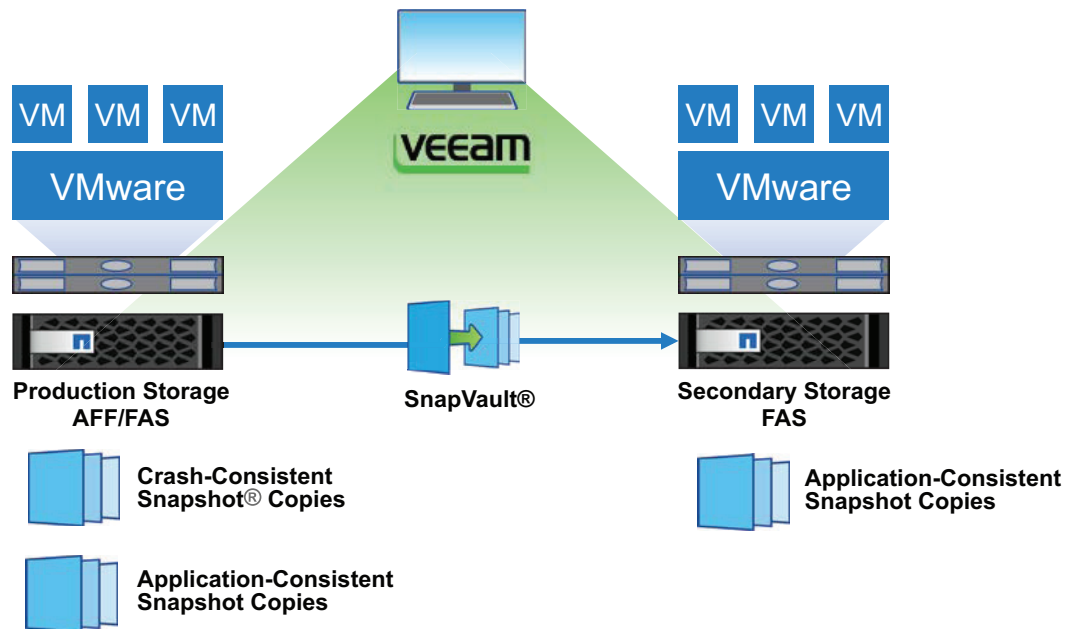 VM VM VM
VMware
veeam
VM VM VM
VMware
Production Storage
AFF/FAS
SnapVault®
Secondary Storage
FAS
Crash-Consistent
Snapshot® Copies
Application-Consistent
Snapshot Copies
Application-Consistent
Snapshot Copies